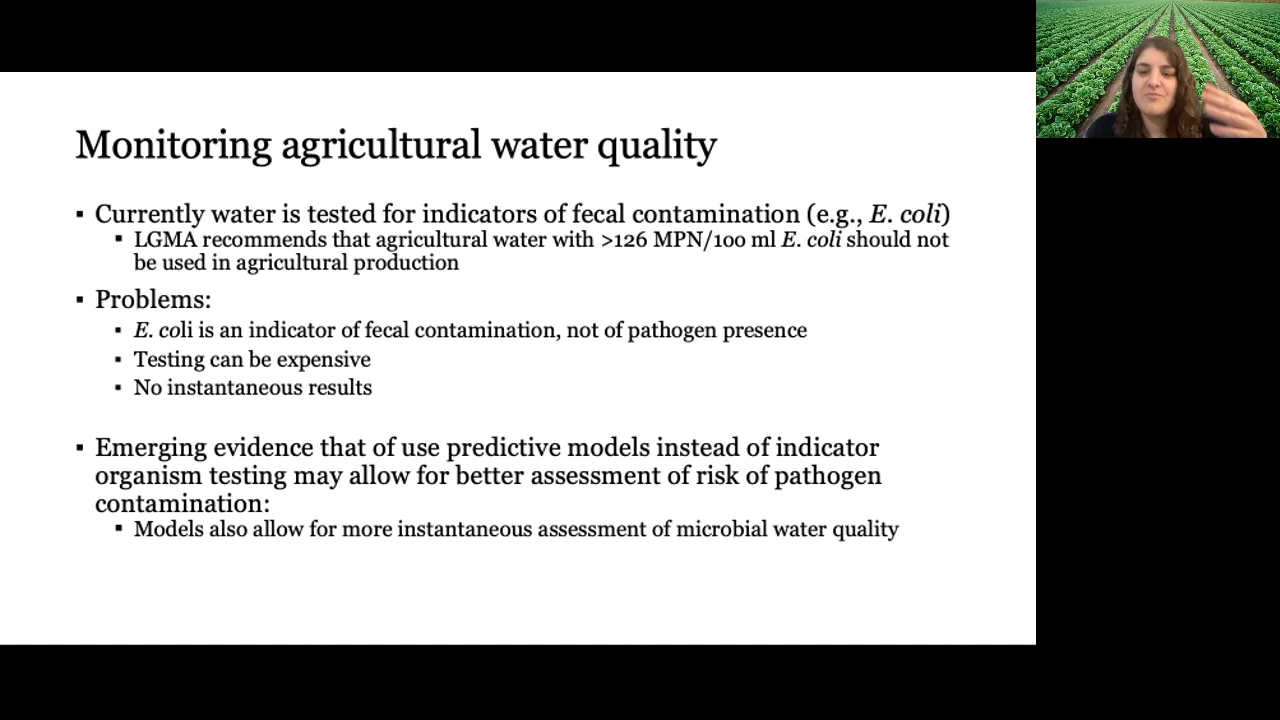 Monitoring agricultural water quality
▪ Currently water is tested for indicators of fecal contamination (e.g., E. coli)
▪ LGMA recommends that agricultural water with >126 MPN/100 ml E. coli should not
be used in agricultural production
▪ Problems:
▪ E. coli is an indicator of fecal contamination, not of pathogen presence
▪ Testing can be expensive
▪ No instantaneous results
▪ Emerging evidence that of use predictive models instead of indicator
organism testing may allow for better assessment of risk of pathogen
contamination:
▪ Models also allow for more instantaneous assessment of microbial water quality